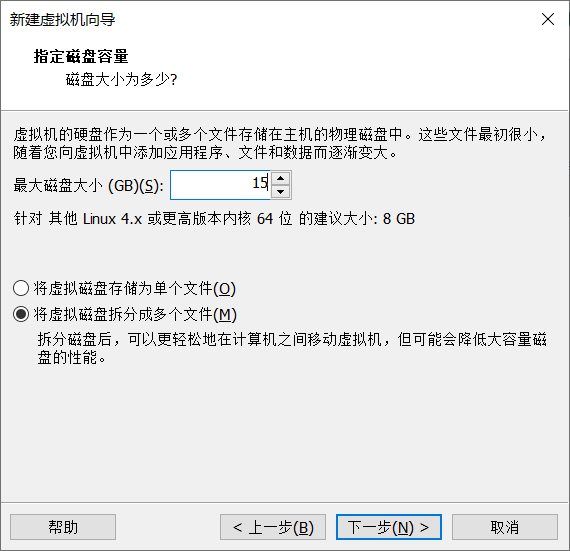 新建虚拟机向导
指定磁盘容量
磁盘大小为多少?
虚拟机的硬盘作为一个或多个文件存储在主机的物理磁盘中。这些文件最初很小，
随着您向虚拟机中添加应用程序、文件和数据而逐渐变大。
最大磁盘大小 (GB)(S): 15
针对 其他 Linux 4.x 或更高版本内核 64 位 的建议大小: 8 GB
将虚拟磁盘存储为单个文件(O)
将虚拟磁盘拆分成多个文件(M)
拆分磁盘后，可以更轻松地在计算机之间移动虚拟机，但可能会降低大容量磁
盘的性能。
帮助 < 上一步(B) 下一步(N) > 取消